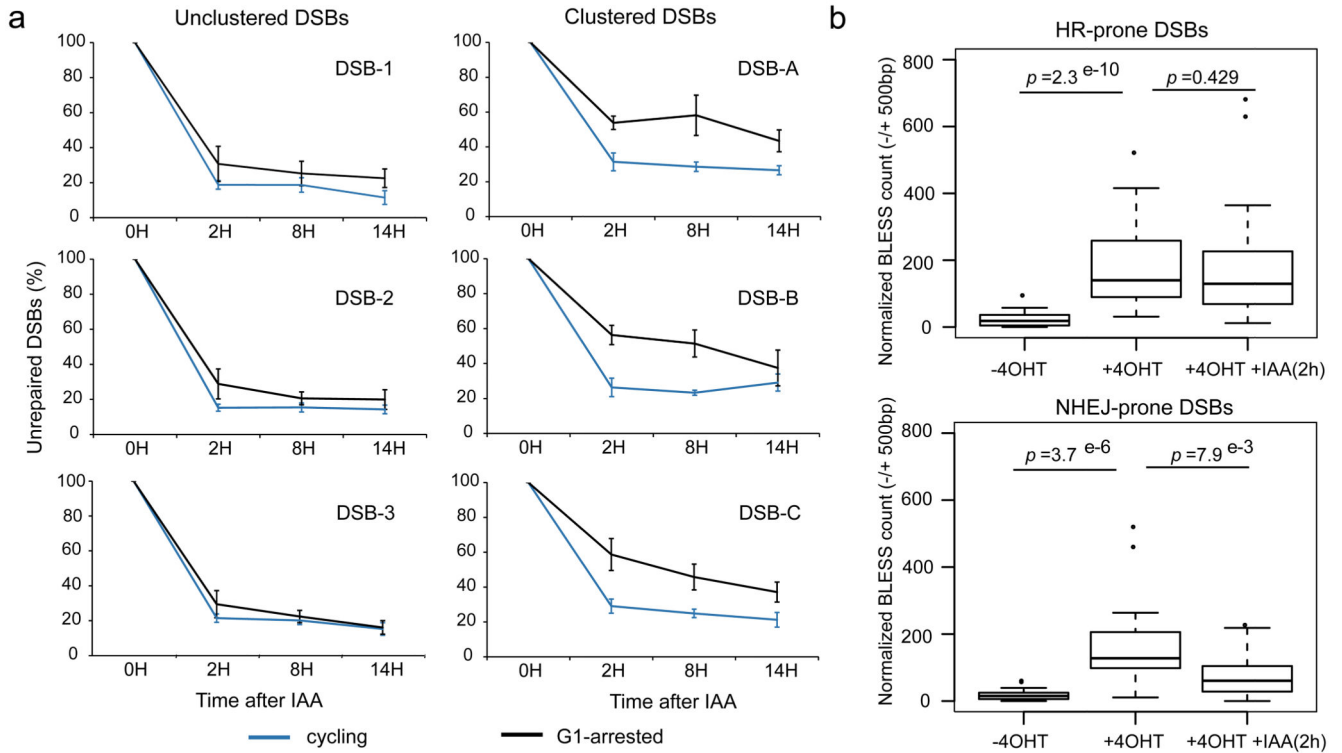 a
Unclustered DSBs
Clustered DSBs
Unrepaired DSBs (%)
100
80
60
40
20
0
0H 2H 8H 14H
DSB-1
100
80
60
40
20
0
0H 2H 8H 14H
DSB-A
100
80
60
40
20
0
0H 2H 8H 14H
DSB-2
100
80
60
40
20
0
0H 2H 8H 14H
DSB-B
100
80
60
40
20
0
0H 2H 8H 14H
DSB-3
100
80
60
40
20
0
0H 2H 8H 14H
DSB-C
Time after IAA
Time after IAA
cycling
G1-arrested
b
HR-prone DSBs
Normalized BLESS count (-/+ 500bp)
800
600
400
200
0
p =2.3 e-10
p =0.429
-4OHT +4OHT +4OHT +IAA(2h)
NHEJ-prone DSBs
Normalized BLESS count (-/+ 500bp)
800
600
400
200
0
p =3.7 e-6
p =7.9 e-3
-4OHT +4OHT +4OHT +IAA(2h)